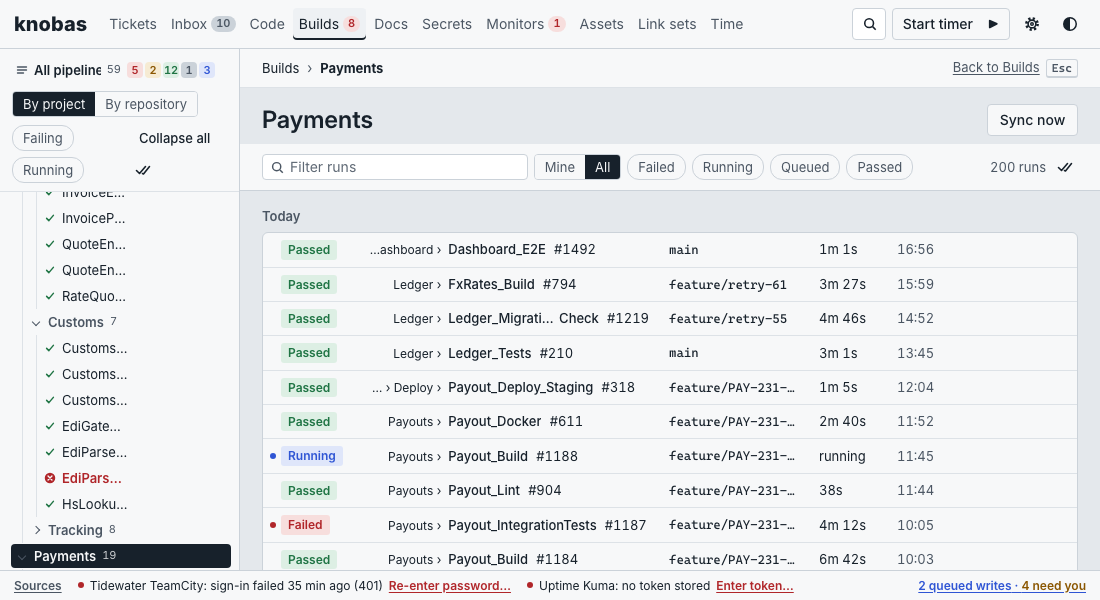 knobas Tickets Inbox 10 Code Builds 8 Docs Secrets Monitors 1 Assets Link sets Time Start timer
All pipeline 59 5 2 12 1 3
By project By repository
Failing Collapse all
Running
InvoiceE...
InvoiceP...
QuoteEn...
QuoteEn...
RateQuo...
Customs 7
Customs...
Customs...
Customs...
EdiGate...
EdiParse...
EdiPars...
HsLooku...
Tracking 8
Payments 19
Builds › Payments Back to Builds Esc
Payments Sync now
Filter runs Mine All Failed Running Queued Passed 200 runs
Today
Passed ...ashboard › Dashboard_E2E #1492 main 1m 1s 16:56
Passed Ledger › FxRates_Build #794 feature/retry-61 3m 27s 15:59
Passed Ledger › Ledger_Migrati... Check #1219 feature/retry-55 4m 46s 14:52
Passed Ledger › Ledger_Tests #210 main 3m 1s 13:45
Passed ... › Deploy › Payout_Deploy_Staging #318 feature/PAY-231-... 1m 5s 12:04
Passed Payouts › Payout_Docker #611 feature/PAY-231-... 2m 40s 11:52
Running Payouts › Payout_Build #1188 feature/PAY-231-... running 11:45
Passed Payouts › Payout_Lint #904 feature/PAY-231-... 38s 11:44
Failed Payouts › Payout_IntegrationTests #1187 feature/PAY-231-... 4m 12s 10:05
Passed Payouts › Payout_Build #1184 feature/PAY-231-... 6m 42s 10:03
Sources Tidewater TeamCity: sign-in failed 35 min ago (401) Re-enter password... Uptime Kuma: no token stored Enter token... 2 queued writes · 4 need you